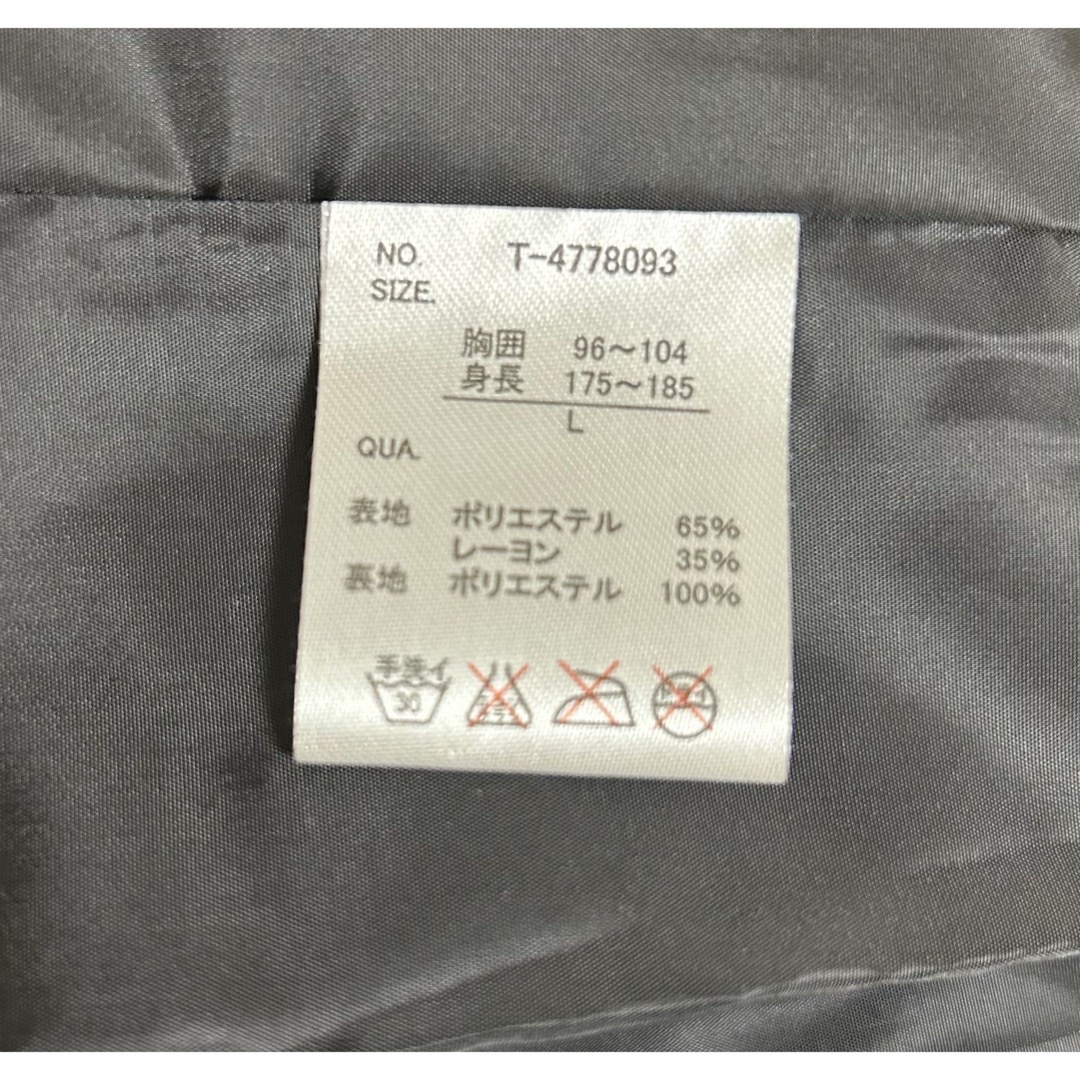 NO. T-4778093
SIZE.
胸囲 96～104
身長 175～185
L
QUA.
表地 ポリエステル 65%
レーヨン 35%
裏地 ポリエステル 100%
手洗イ
30